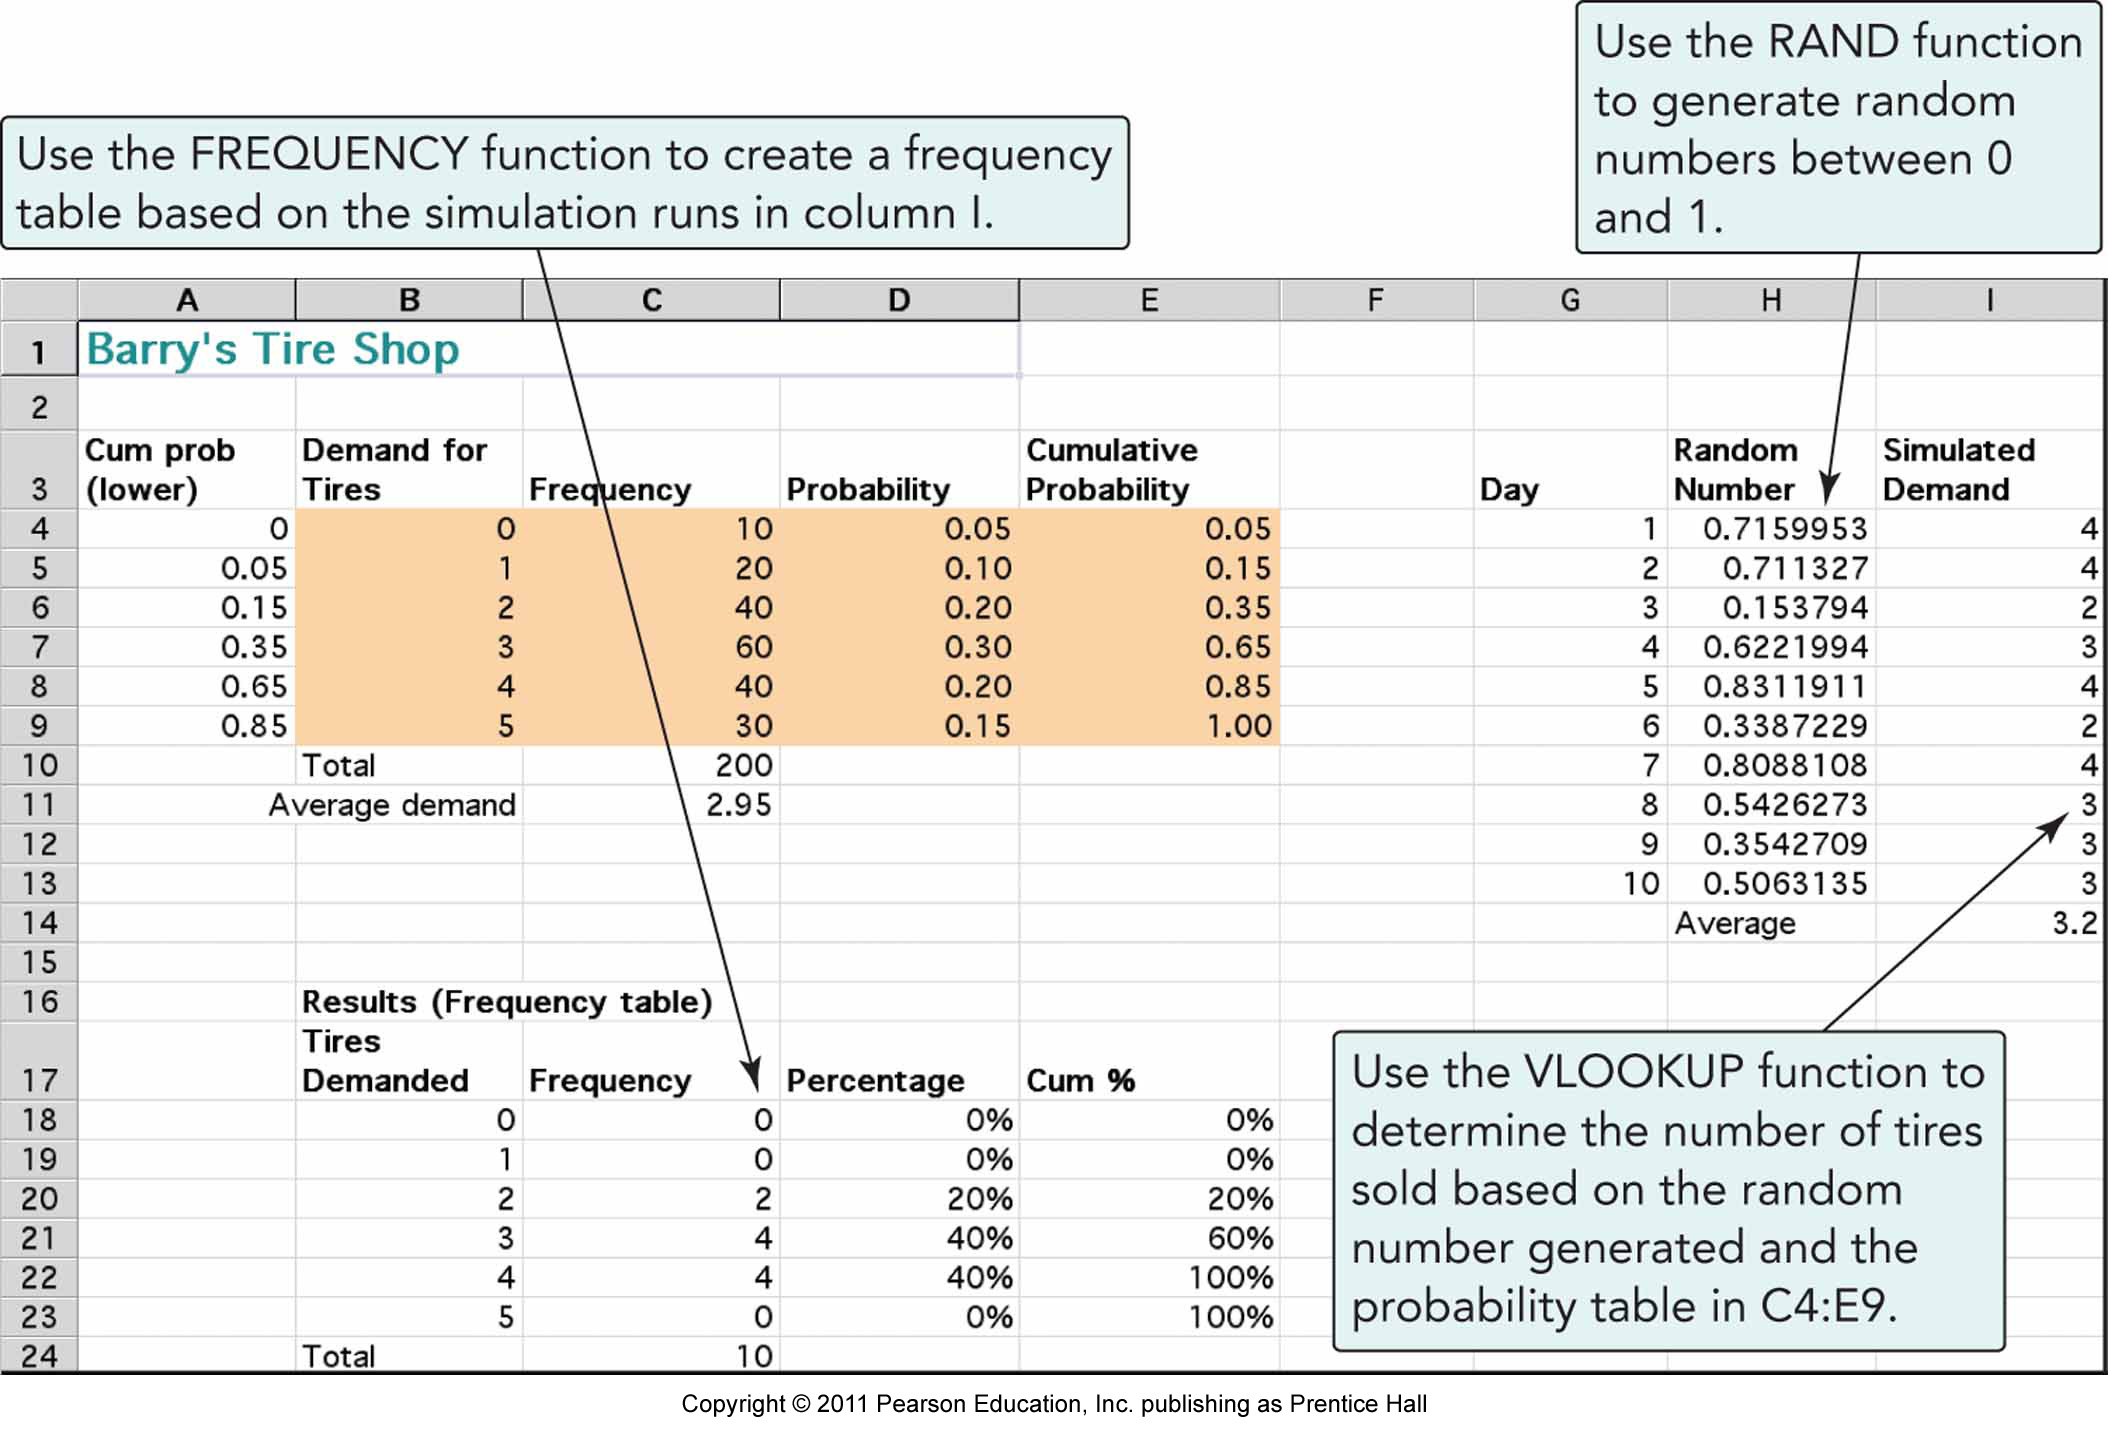 Use the RAND function
to generate random
numbers between 0
and 1.
Use the FREQUENCY function to create a frequency
table based on the simulation runs in column I.
A B C D E F G H I
1 Barry's Tire Shop
2
Cum prob Demand for Cumulative Random Simulated
3 (lower) Tires Frequency Probability Probability Day Number Demand
4 0 0 10 0.05 0.05 1 0.7159953 4
5 0.05 1 20 0.10 0.15 2 0.711327 4
6 0.15 2 40 0.20 0.35 3 0.153794 2
7 0.35 3 60 0.30 0.65 4 0.6221994 3
8 0.65 4 40 0.20 0.85 5 0.8311911 4
9 0.85 5 30 0.15 1.00 6 0.3387229 2
10 Total 200 7 0.8088108 4
11 Average demand 2.95 8 0.5426273 3
12 9 0.3542709 3
13 10 0.5063135 3
14 Average 3.2
15
16 Results (Frequency table)
Tires
17 Demanded Frequency Percentage Cum %
18 0 0 0% 0%
19 1 0 0% 0%
20 2 2 20% 20%
21 3 4 40% 60%
22 4 4 40% 100%
23 5 0 0% 100%
24 Total 10
Use the VLOOKUP function to
determine the number of tires
sold based on the random
number generated and the
probability table in C4:E9.
Copyright © 2011 Pearson Education, Inc. publishing as Prentice Hall